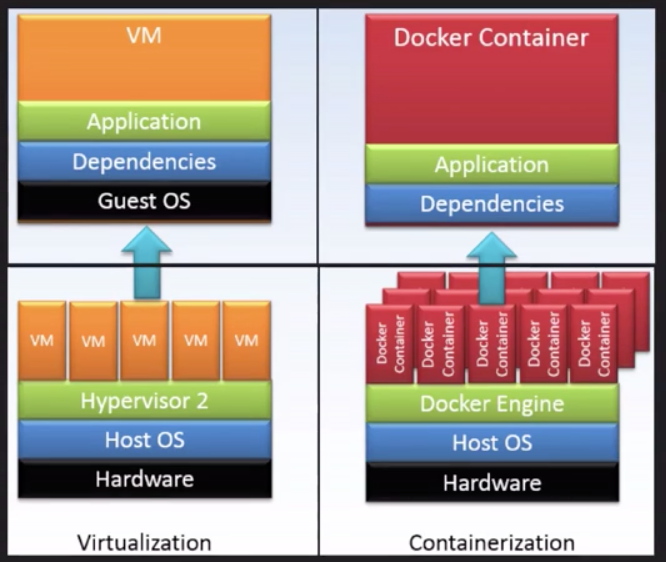 VM
Application
Dependencies
Guest OS
Docker Container
Application
Dependencies
VM
VM
VM
VM
VM
Hypervisor 2
Host OS
Hardware
Virtualization
Docker
Container
Docker
Container
Docker
Container
Docker
Container
Docker
Container
Docker Engine
Host OS
Hardware
Containerization